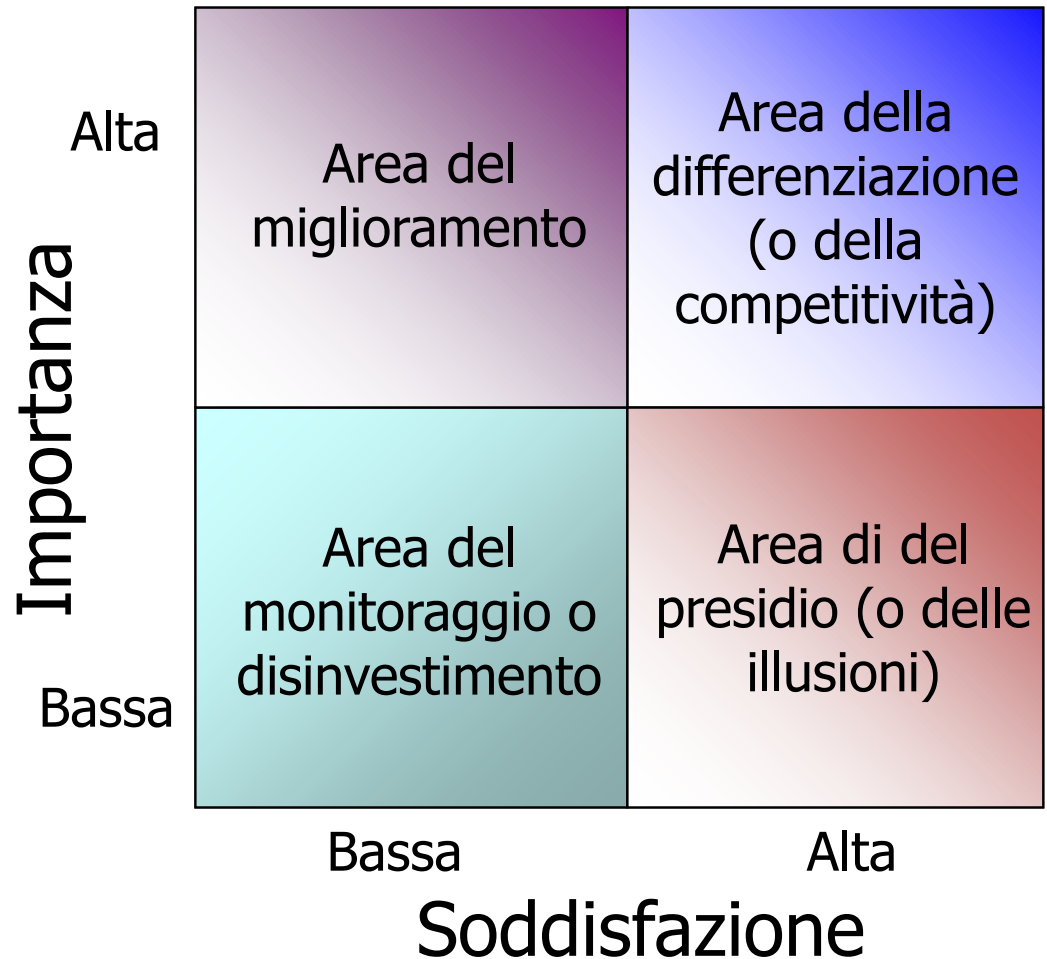 Importanza
Alta
Area del
miglioramento
Area della
differenziazione
(o della
competitività)
Bassa
Area del
monitoraggio o
disinvestimento
Area di del
presidio (o delle
illusioni)
Bassa
Alta
Soddisfazione